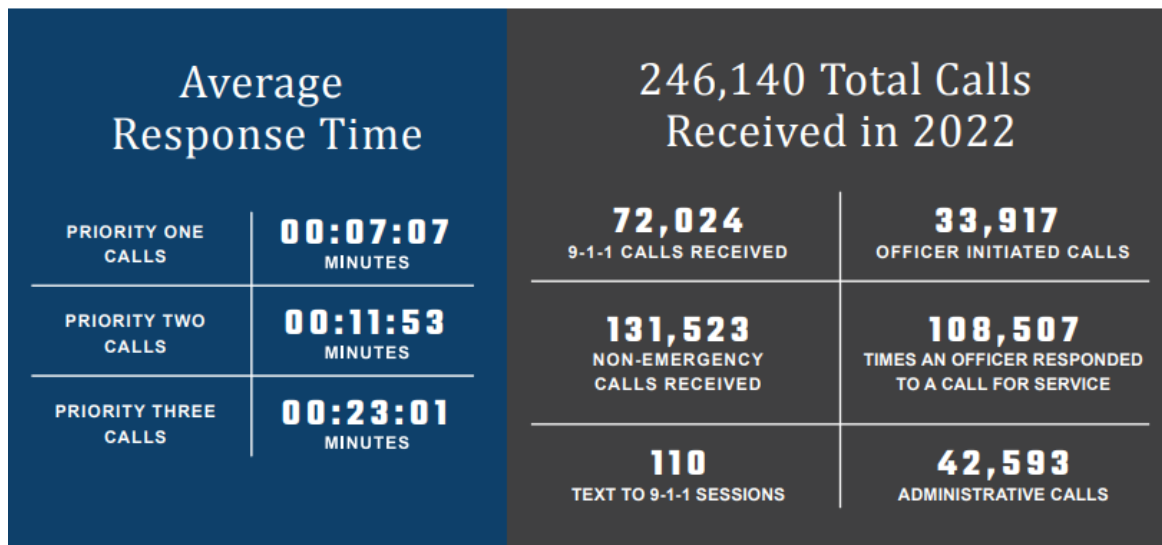 Average
Response Time
PRIORITY ONE
CALLS
00:07:07
MINUTES
PRIORITY TWO
CALLS
00:11:53
MINUTES
PRIORITY THREE
CALLS
00:23:01
MINUTES
246,140 Total Calls
Received in 2022
72,024
9-1-1 CALLS RECEIVED
33,917
OFFICER INITIATED CALLS
131,523
NON-EMERGENCY
CALLS RECEIVED
108,507
TIMES AN OFFICER RESPONDED
TO A CALL FOR SERVICE
110
TEXT TO 9-1-1 SESSIONS
42,593
ADMINISTRATIVE CALLS